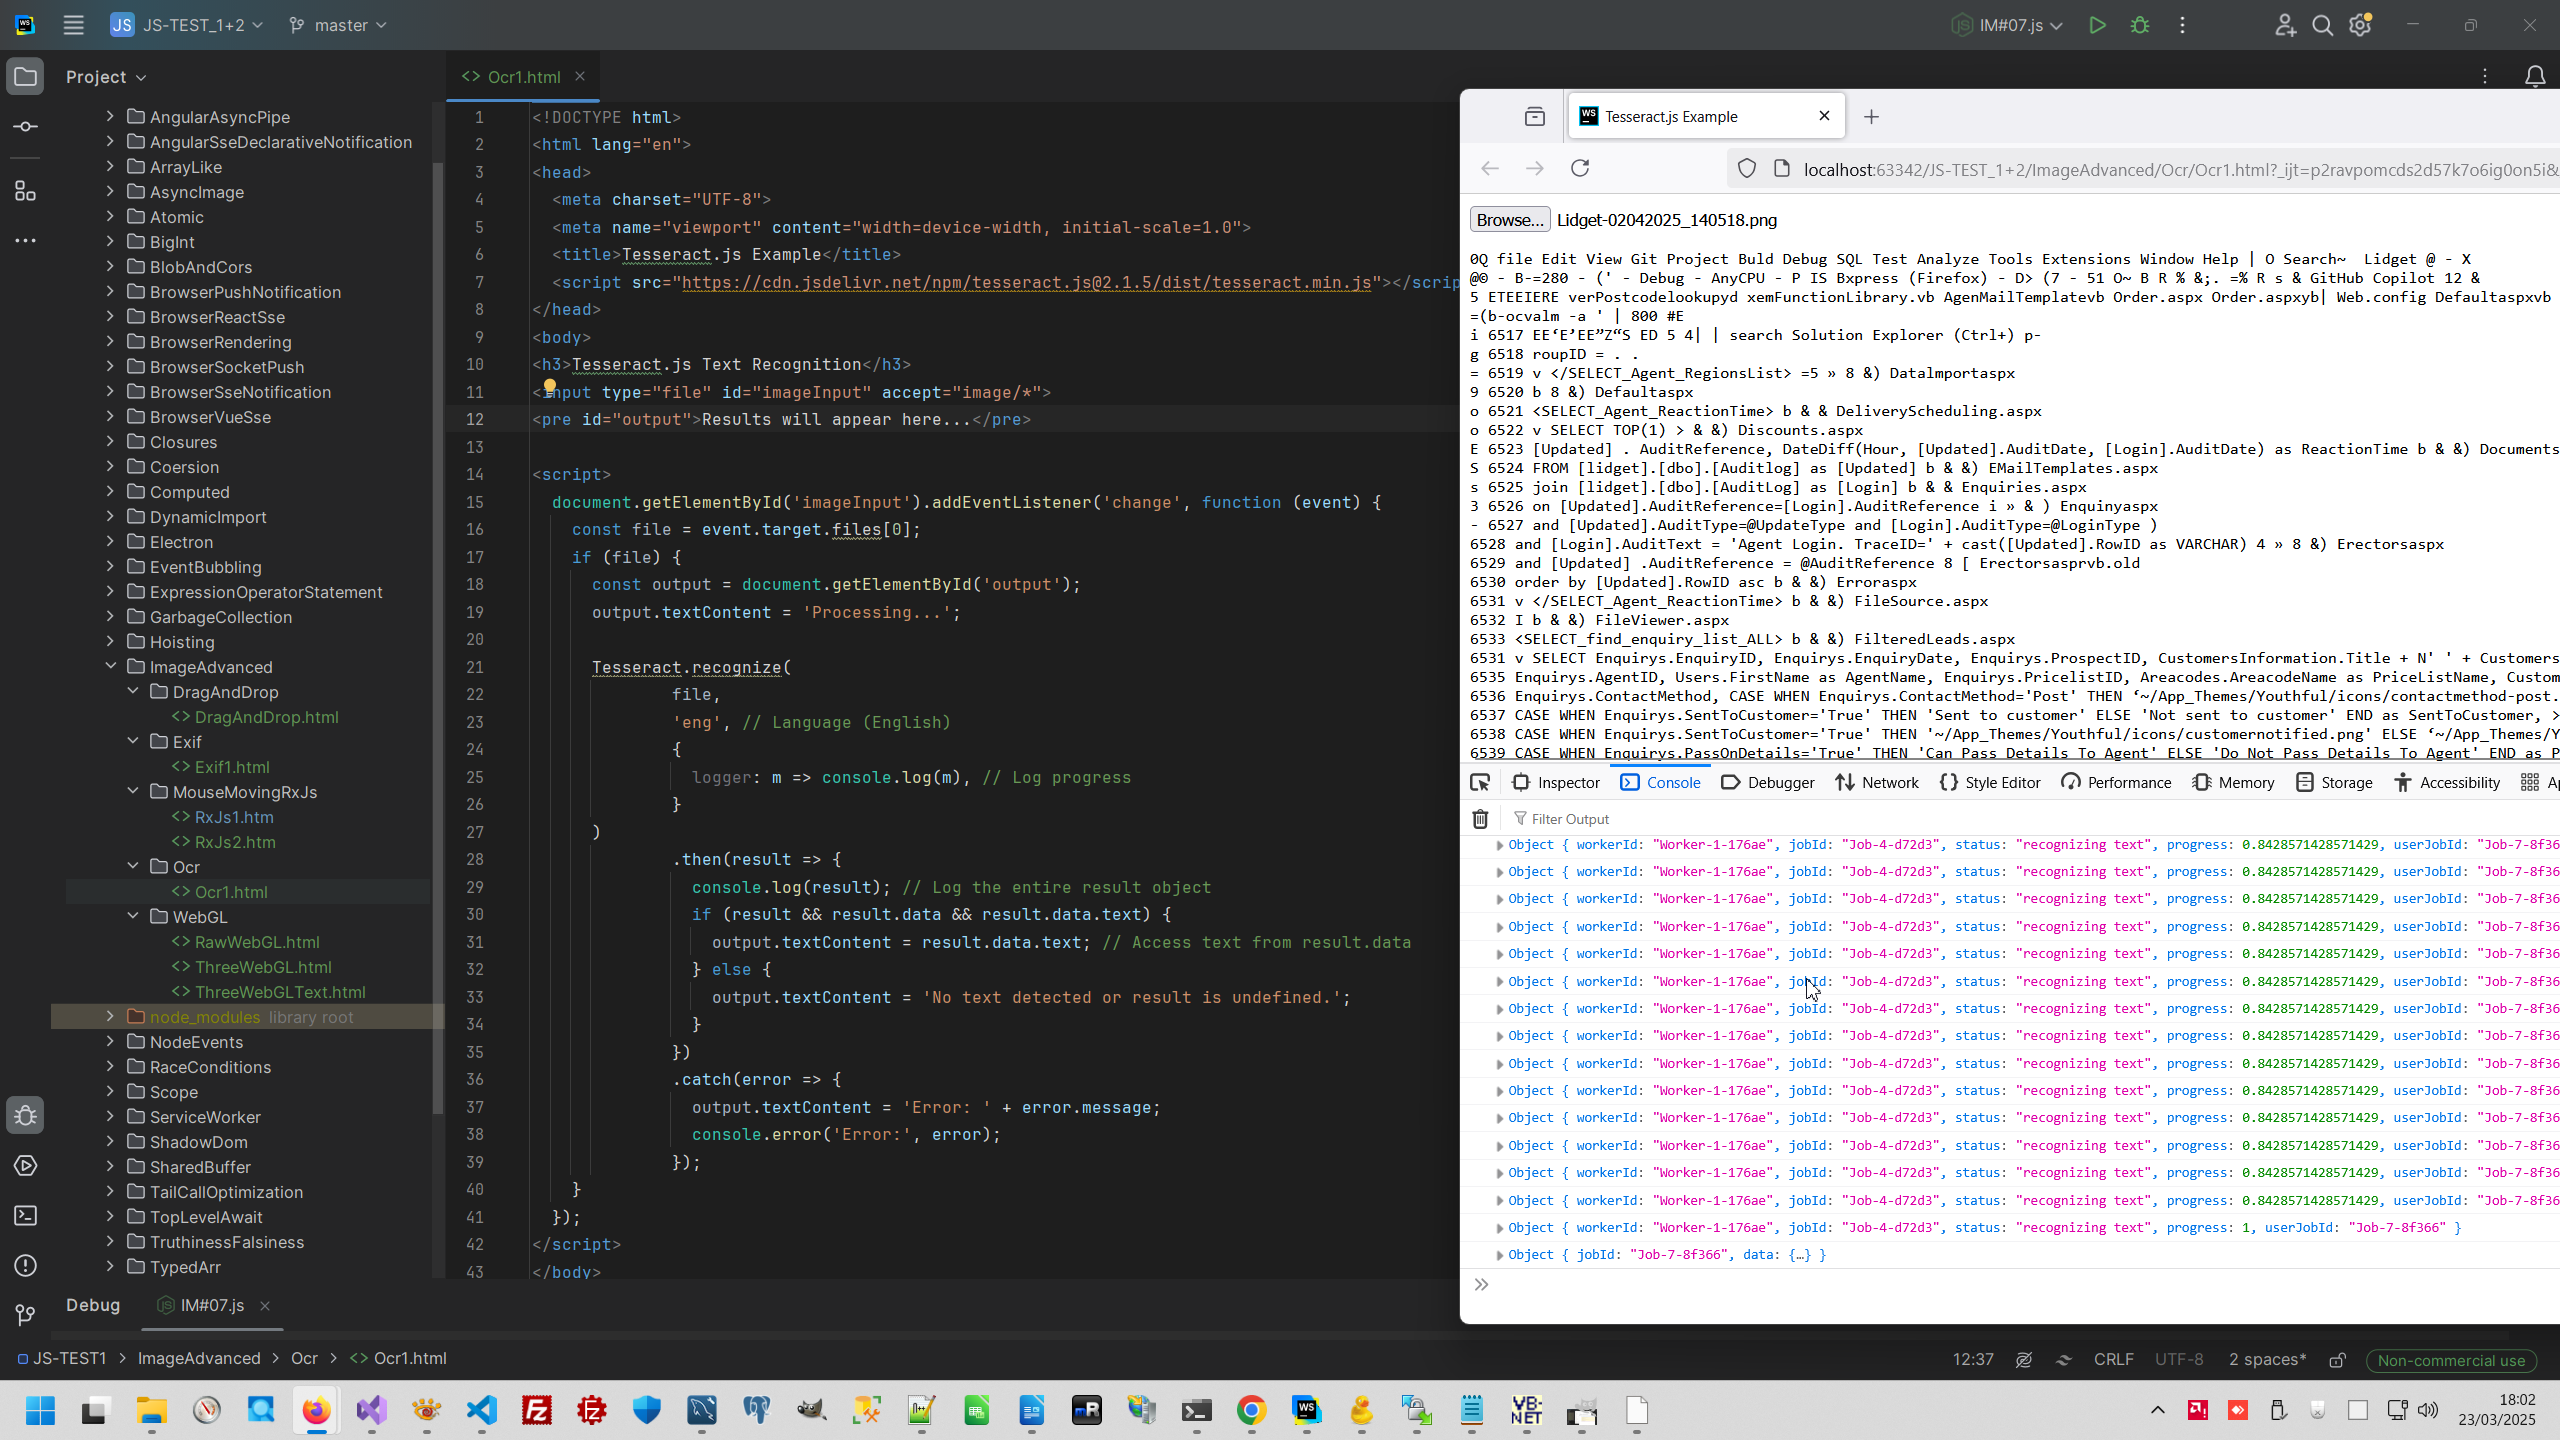 JS JS-TEST_1+2 master IM#07.js
Project
AngularAsyncPipe
AngularSseDeclarativeNotification
ArrayLike
AsyncImage
Atomic
BigInt
BlobAndCors
BrowserPushNotification
BrowserReactSse
BrowserRendering
BrowserSocketPush
BrowserSseNotification
BrowserVueSse
Closures
Coersion
Computed
DynamicImport
Electron
EventBubbling
ExpressionOperatorStatement
GarbageCollection
Hoisting
ImageAdvanced
DragAndDrop
<> DragAndDrop.html
Exif
<> Exif1.html
MouseMovingRxJs
<> RxJs1.htm
<> RxJs2.htm
Ocr
<> Ocr1.html
WebGL
<> RawWebGL.html
<> ThreeWebGL.html
<> ThreeWebGLText.html
node_modules library root
NodeEvents
RaceConditions
Scope
ServiceWorker
ShadowDom
SharedBuffer
TailCallOptimization
TopLevelAwait
TruthinessFalsiness
TypedArr
<> Ocr1.html
1 <!DOCTYPE html>
2 <html lang="en">
3 <head>
4 <meta charset="UTF-8">
5 <meta name="viewport" content="width=device-width, initial-scale=1.0">
6 <title>Tesseract.js Example</title>
7 <script src="https://cdn.jsdelivr.net/npm/tesseract.js@2.1.5/dist/tesseract.min.js"></scrip
8 </head>
9 <body>
10 <h3>Tesseract.js Text Recognition</h3>
11 <input type="file" id="imageInput" accept="image/*">
12 <pre id="output">Results will appear here...</pre>
13
14 <script>
15 document.getElementById('imageInput').addEventListener('change', function (event) {
16 const file = event.target.files[0];
17 if (file) {
18 const output = document.getElementById('output');
19 output.textContent = 'Processing...';
20
21 Tesseract.recognize(
22 file,
23 'eng', // Language (English)
24 {
25 logger: m => console.log(m), // Log progress
26 }
27 )
28 .then(result => {
29 console.log(result); // Log the entire result object
30 if (result && result.data && result.data.text) {
31 output.textContent = result.data.text; // Access text from result.data
32 } else {
33 output.textContent = 'No text detected or result is undefined.';
34 }
35 })
36 .catch(error => {
37 output.textContent = 'Error: ' + error.message;
38 console.error('Error:', error);
39 });
40 }
41 });
42 </script>
43 </body>
Tesseract.js Example
localhost:63342/JS-TEST_1+2/ImageAdvanced/Ocr/Ocr1.html?_ijt=p2ravpomcds2d57k7o6ig0on5i&
Browse... Lidget-02042025_140518.png
0Q file Edit View Git Project Buld Debug SQL Test Analyze Tools Extensions Window Help | O Search~ Lidget @ - X
@© - B-=280 - (' - Debug - AnyCPU - P IS Bxpress (Firefox) - D> (7 - 51 O~ B R % &;. =% R s & GitHub Copilot 12 &
5 ETEEIERE verPostcodelookupyd xemFunctionLibrary.vb AgenMailTemplatevb Order.aspx Order.aspxyb| Web.config Defaultaspxvb
=(b-ocvalm -a ' | 800 #E
i 6517 EE‘E’EE”Z“S ED 5 4| | search Solution Explorer (Ctrl+) p-
g 6518 roupID = . .
= 6519 v </SELECT_Agent_RegionsList> =5 » 8 &) Datalmportaspx
9 6520 b 8 &) Defaultaspx
o 6521 <SELECT_Agent_ReactionTime> b & & DeliveryScheduling.aspx
o 6522 v SELECT TOP(1) > & &) Discounts.aspx
E 6523 [Updated] . AuditReference, DateDiff(Hour, [Updated].AuditDate, [Login].AuditDate) as ReactionTime b & &) Documents
S 6524 FROM [lidget].[dbo].[Auditlog] as [Updated] b & &) EMailTemplates.aspx
s 6525 join [lidget].[dbo].[AuditLog] as [Login] b & & Enquiries.aspx
3 6526 on [Updated].AuditReference=[Login].AuditReference i » & ) Enquinyaspx
- 6527 and [Updated].AuditType=@UpdateType and [Login].AuditType=@LoginType )
6528 and [Login].AuditText = 'Agent Login. TraceID=' + cast([Updated].RowID as VARCHAR) 4 » 8 &) Erectorsaspx
6529 and [Updated] .AuditReference = @AuditReference 8 [ Erectorsasprvb.old
6530 order by [Updated].RowID asc b & &) Erroraspx
6531 v </SELECT_Agent_ReactionTime> b & &) FileSource.aspx
6532 I b & &) FileViewer.aspx
6533 <SELECT_find_enquiry_list_ALL> b & &) FilteredLeads.aspx
6531 v SELECT Enquirys.EnquiryID, Enquirys.EnquiryDate, Enquirys.ProspectID, CustomersInformation.Title + N' ' + Customers
6535 Enquirys.AgentID, Users.FirstName as AgentName, Enquirys.PricelistID, Areacodes.AreacodeName as PriceListName, Custom
6536 Enquirys.ContactMethod, CASE WHEN Enquirys.ContactMethod='Post' THEN ‘~/App_Themes/Youthful/icons/contactmethod-post.
6537 CASE WHEN Enquirys.SentToCustomer='True' THEN 'Sent to customer' ELSE 'Not sent to customer' END as SentToCustomer, >
6538 CASE WHEN Enquirys.SentToCustomer='True' THEN '~/App_Themes/Youthful/icons/customernotified.png' ELSE ‘~/App_Themes/Y
6539 CASE WHEN Enquirys.PassOnDetails='True' THEN 'Can Pass Details To Agent' ELSE 'Do Not Pass Details To Agent' END as P
Inspector Console Debugger Network Style Editor Performance Memory Storage Accessibility Ap
Filter Output
Object { workerId: "Worker-1-176ae", jobId: "Job-4-d72d3", status: "recognizing text", progress: 0.8428571428571429, userJobId: "Job-7-8f36
Object { workerId: "Worker-1-176ae", jobId: "Job-4-d72d3", status: "recognizing text", progress: 0.8428571428571429, userJobId: "Job-7-8f36
Object { workerId: "Worker-1-176ae", jobId: "Job-4-d72d3", status: "recognizing text", progress: 0.8428571428571429, userJobId: "Job-7-8f36
Object { workerId: "Worker-1-176ae", jobId: "Job-4-d72d3", status: "recognizing text", progress: 0.8428571428571429, userJobId: "Job-7-8f36
Object { workerId: "Worker-1-176ae", jobId: "Job-4-d72d3", status: "recognizing text", progress: 0.8428571428571429, userJobId: "Job-7-8f36
Object { workerId: "Worker-1-176ae", jobId: "Job-4-d72d3", status: "recognizing text", progress: 0.8428571428571429, userJobId: "Job-7-8f36
Object { workerId: "Worker-1-176ae", jobId: "Job-4-d72d3", status: "recognizing text", progress: 0.8428571428571429, userJobId: "Job-7-8f36
Object { workerId: "Worker-1-176ae", jobId: "Job-4-d72d3", status: "recognizing text", progress: 0.8428571428571429, userJobId: "Job-7-8f36
Object { workerId: "Worker-1-176ae", jobId: "Job-4-d72d3", status: "recognizing text", progress: 0.8428571428571429, userJobId: "Job-7-8f36
Object { workerId: "Worker-1-176ae", jobId: "Job-4-d72d3", status: "recognizing text", progress: 0.8428571428571429, userJobId: "Job-7-8f36
Object { workerId: "Worker-1-176ae", jobId: "Job-4-d72d3", status: "recognizing text", progress: 0.8428571428571429, userJobId: "Job-7-8f36
Object { workerId: "Worker-1-176ae", jobId: "Job-4-d72d3", status: "recognizing text", progress: 0.8428571428571429, userJobId: "Job-7-8f36
Object { workerId: "Worker-1-176ae", jobId: "Job-4-d72d3", status: "recognizing text", progress: 0.8428571428571429, userJobId: "Job-7-8f36
Object { workerId: "Worker-1-176ae", jobId: "Job-4-d72d3", status: "recognizing text", progress: 0.8428571428571429, userJobId: "Job-7-8f36
Object { workerId: "Worker-1-176ae", jobId: "Job-4-d72d3", status: "recognizing text", progress: 1, userJobId: "Job-7-8f366" }
Object { jobId: "Job-7-8f366", data: {…} }
Debug IM#07.js
JS-TEST1 > ImageAdvanced > Ocr > <> Ocr1.html 12:37 CRLF UTF-8 2 spaces* Non-commercial use
18:02
23/03/2025